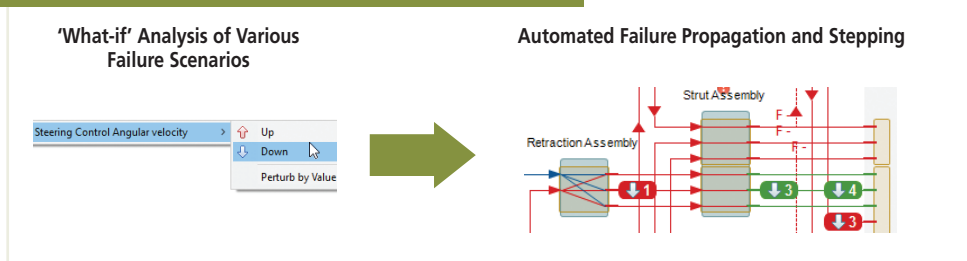 ‘What-if’ Analysis of Various
Failure Scenarios
Automated Failure Propagation and Stepping
Steering Control Angular velocity >
Up
Down
Perturb by Value
Strut Assembly
Retraction Assembly
F -
F -
F -
1
3
4
3